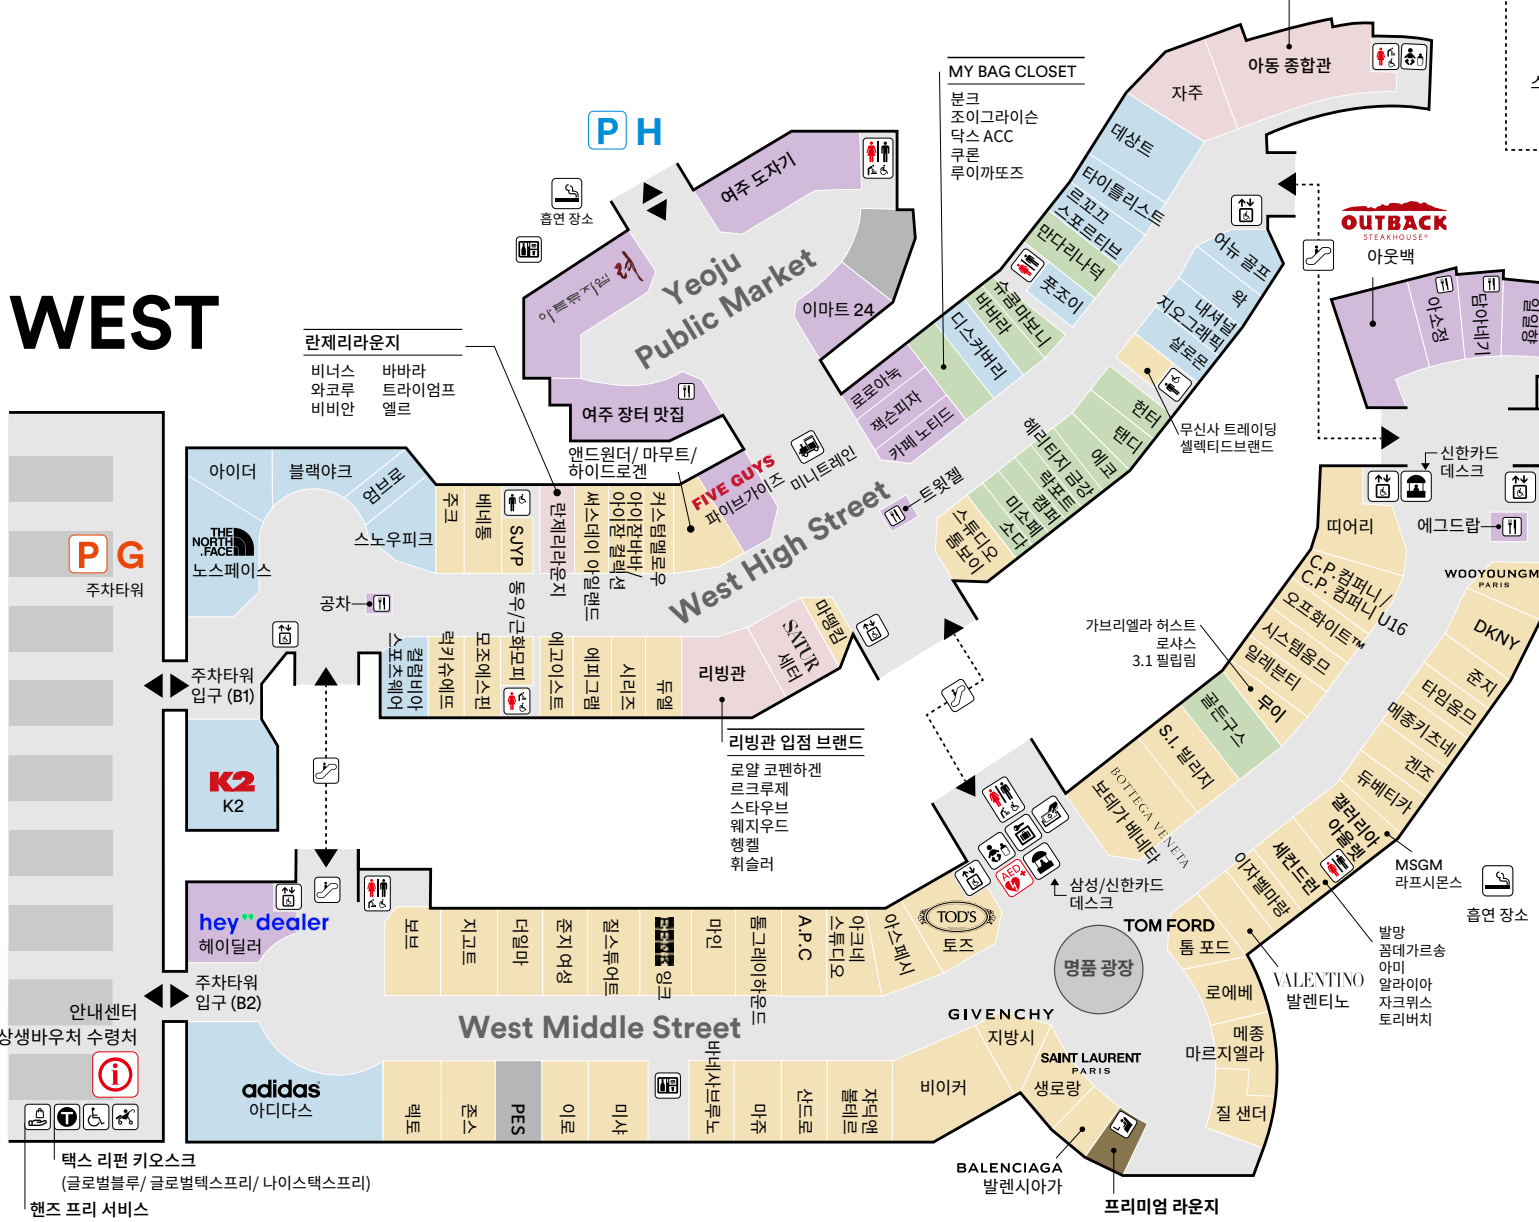 WEST
P H
흡연 장소
여주 도자기
아트뮤지엄 려
Yeoju
Public Market
이마트 24
여주 장터 맛집
MY BAG CLOSET
분크
조이그라이슨
닥스 ACC
쿠론
루이까또즈
아동 종합관
자주
데상트
타이틀리스트
르꼬끄
스포르티브
만다리나덕
풋조이
슈콤마보니
바바라
디스커버리
로로아눅
잭슨피자
카페 노티드
어뉴 골프
왁
내셔널
지오그래픽
살로몬
무신사 트레이딩
셀렉티드브랜드
헌터
탠디
에코
금강
헤리티지
락포트
캠퍼
미소페
소다
스튜디오
톰보이
트윗젤
미니트레인
FIVE GUYS
파이브가이즈
West High Street
앤드원더/ 마무트/
하이드로겐
란제리라운지
비너스
와코루
비비안
바바라
트라이엄프
엘르
아이더
블랙야크
엄브로
스노우피크
THE
NORTH
FACE
노스페이스
주크
베네통
SJYP
란제리라운지
써스데이 아일랜드
아이잗바바/
아이잗 컬렉션
커스텀멜로우
P G
주차타워
공차
주차타워
입구 (B1)
컬럼비아
스포츠웨어
럭키슈에뜨
모조에스핀
동우/근화모피
에고이스트
에피그램
시리즈
듀엘
리빙관
SATUR
세터
마뗑킴
리빙관 입점 브랜드
로얄 코펜하겐
르크루제
스타우브
웨지우드
헹켈
휘슬러
K2
K2
hey dealer
헤이딜러
주차타워
입구 (B2)
안내센터
상생바우처 수령처
adidas
아디다스
택스 리펀 키오스크
(글로벌블루/ 글로벌텍스프리/ 나이스택스프리)
핸즈 프리 서비스
보브
지고트
더일마
준지 여성
질스튜어트
잉크
마인
톰그레이하운드
A.P.C
아크네
스튜디오
아스페시
TOD'S
토즈
West Middle Street
렉토
존스
PES
이로
미샤
바네사브루노
마쥬
산드로
쟈딕앤
볼테르
비이커
GIVENCHY
지방시
SAINT LAURENT
PARIS
생로랑
BALENCIAGA
발렌시아가
프리미엄 라운지
명품 광장
AED
삼성/신한카드
데스크
TOM FORD
톰 포드
로에베
메종
마르지엘라
질 샌더
VALENTINO
발렌티노
이자벨마랑
세컨드런
갤러리아
아울렛
MSGM
라프시몬스
발망
꼼데가르송
아미
알라이아
자크뮈스
토리버치
흡연 장소
BOTTEGA VENETA
보테가 베네타
S.I. 빌리지
골든구스
무이
일레븐티
시스템옴므
오프화이트™
C.P. 컴퍼니 /
C.P. 컴퍼니 U16
띠어리
가브리엘라 허스트
로샤스
3.1 필립림
OUTBACK
STEAKHOUSE
아웃백
아소정
담아네기
일일향
신한카드
데스크
에그드랍
WOOYOUNGM
PARIS
DKNY
준지
타임옴므
메종키츠네
겐조
듀베티카